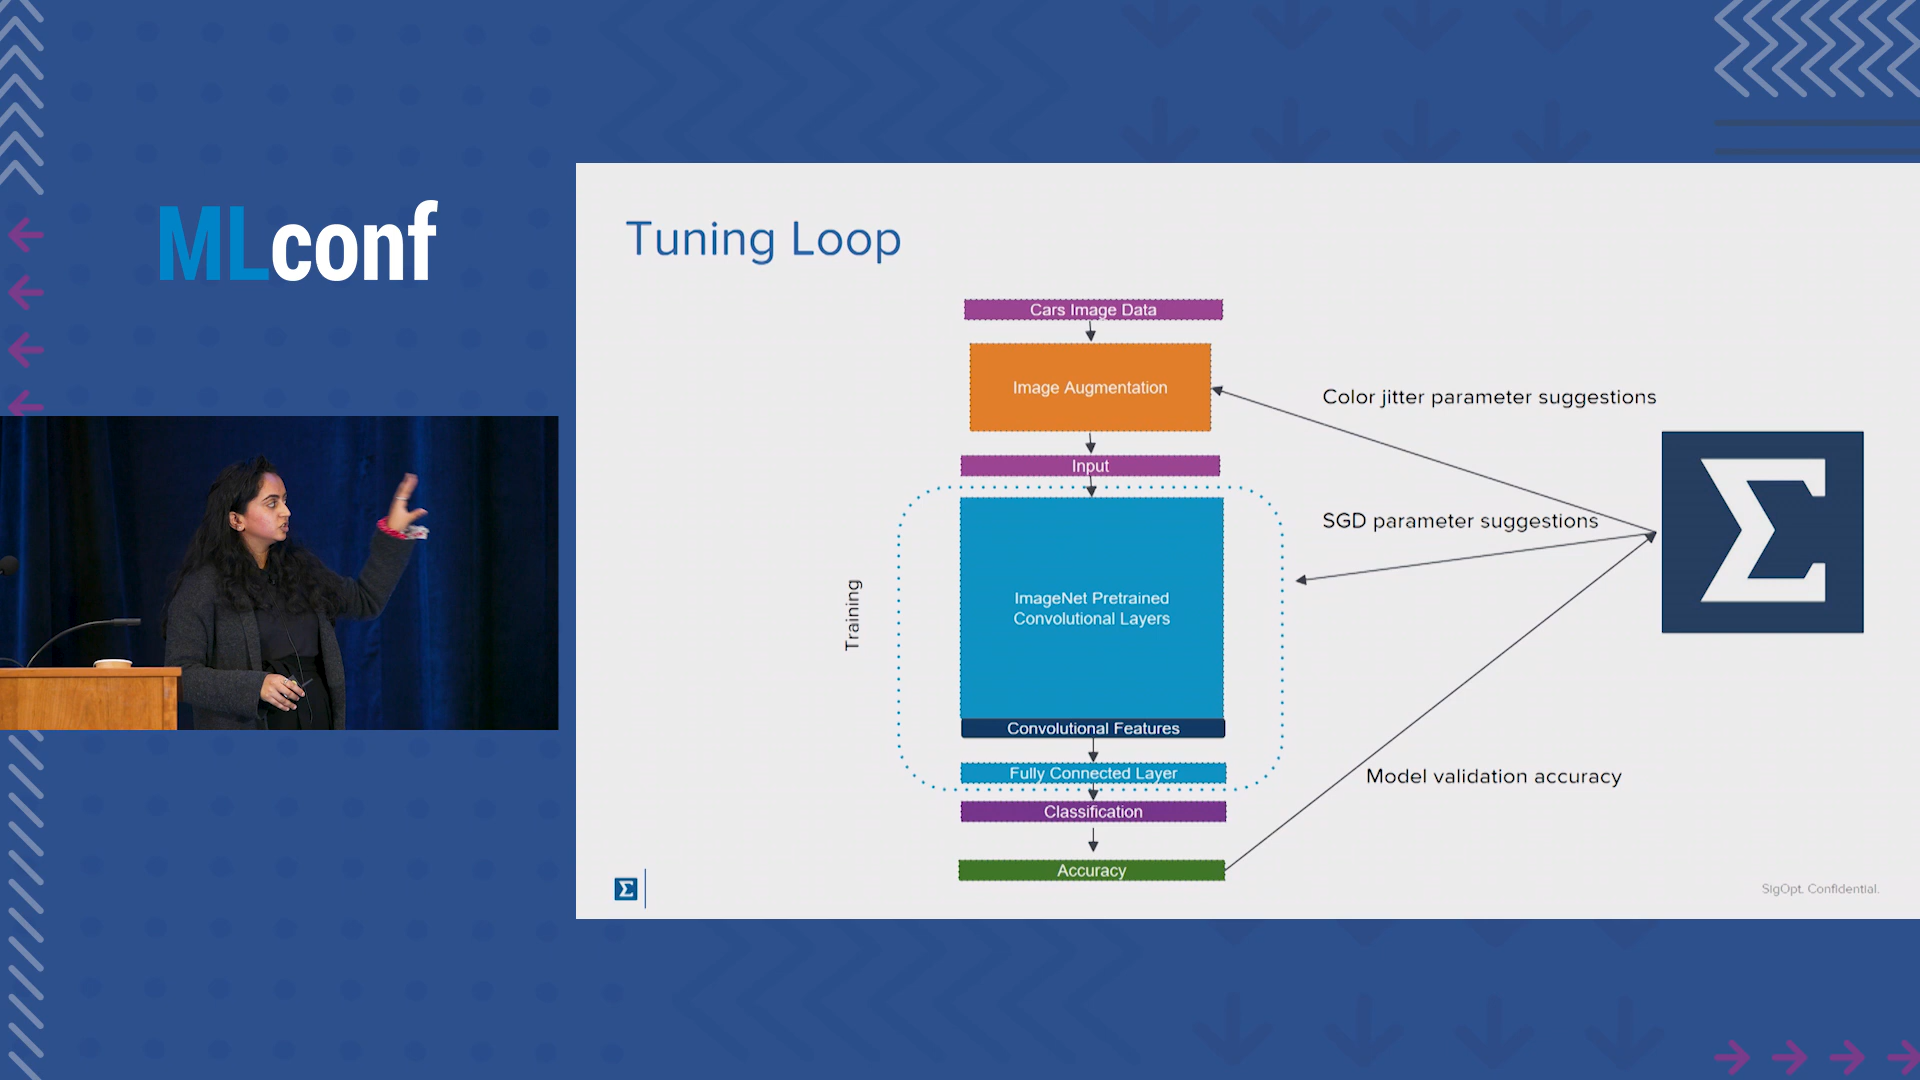 MLconf
Tuning Loop
Cars Image Data
Image Augmentation
Color jitter parameter suggestions
Input
SGD parameter suggestions
Training
ImageNet Pretrained
Convolutional Layers
Convolutional Features
Fully Connected Layer
Model validation accuracy
Classification
Accuracy
SigOpt. Confidential.